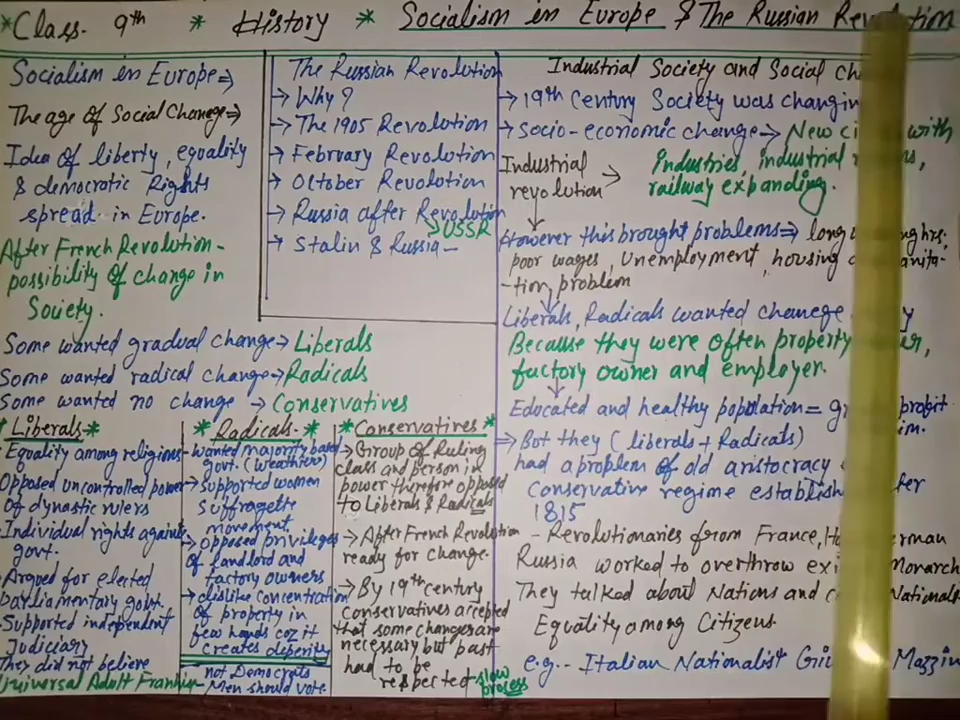 *Class- 9th * History * Socialism in Europe & The Russian
Socialism in Europe⇒
The age of Social Change→
Idea of liberty, equality
& democratic Rights
spread in Europe.
After French Revolution-
possibility of change in
Society.
The Russian Revolution
→ Why?
→ The 1905 Revolution
→ February Revolution
→ October Revolution
→ Russia after Revolution
→ USSR
→ Stalin & Russia-
Some wanted gradual change→ Liberals
Some wanted radical change→ Radicals
Some wanted no change → Conservatives
* Liberals *
Equality among religions
Opposed uncontrolled power
Of dynastic rulers
Individual rights against
govt.
Argued for elected
Parliamentary govt.
Supported independent
Judiciary
They did not believe
Universal Adult
* Radicals *
→ wanted majority based
govt.
→ Supported women
Suffragette
movement.
→ Opposed privileges
of landlord and
factory owners
→ dislike concentration
of property in
few hands coz it
creates
not Democrats
Men should vote
* Conservatives *
→ Group of Ruling
class and person in
power therefore opposed
to Liberals & Radicals
→ After French Revolution
ready for change.
→ By 19th century
conservatives accepted
that some changes are
necessary but past
had to be
respected → slow
process
Industrial Society and Social
→ 19th Century Society was
→ Socio-economic change→ New with
Industrial revolution → Industries, industrial
railway expanding.
However this brought problems⇒ long hrs.
poor wages, Unemployment, housing
-tion problem
Liberals, Radicals wanted
Because they were often property
factory owner and employer.
Educated and healthy population=
→ But they (liberals + Radicals)
had a problem of old aristocracy
Conservative regime
1815
- Revolutionaries from France,
Russia worked to overthrow Monarch
They talked about Nations and
Equality among Citizens
e.g.- Italian Nationalist